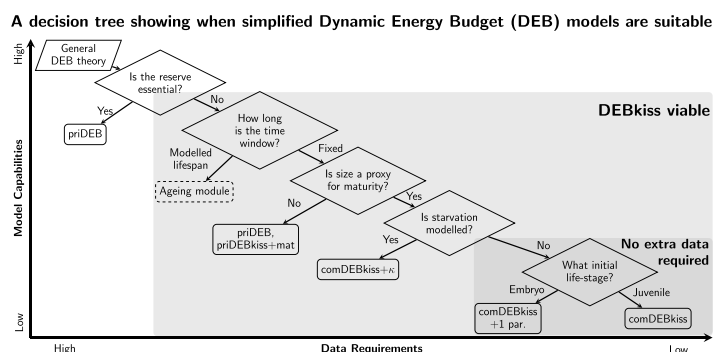 A decision tree showing when simplified Dynamic Energy Budget (DEB) models are suitable
High
General
DEB theory
Is the reserve
essential?
Yes
No
priDEB
DEBkiss viable
How long
is the time
window?
Modelled
lifespan
Fixed
Ageing module
Is size a proxy
for maturity?
No
Yes
priDEB,
priDEBkiss+mat
Is starvation
modelled?
Yes
No
comDEBkiss+κ
No extra data
required
What initial
life-stage?
Embryo
Juvenile
comDEBkiss
+1 par.
comDEBkiss
Model Capabilities
Low
High
Data Requirements
Low